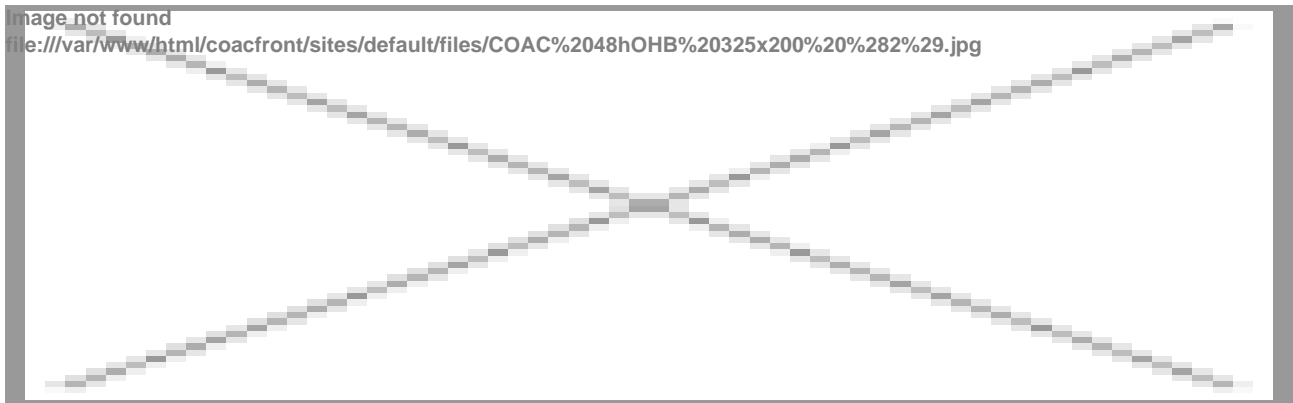 Image not found
file:///var/www/html/coacfront/sites/default/files/COAC%2048hOHB%20325x200%20%282%29.jpg